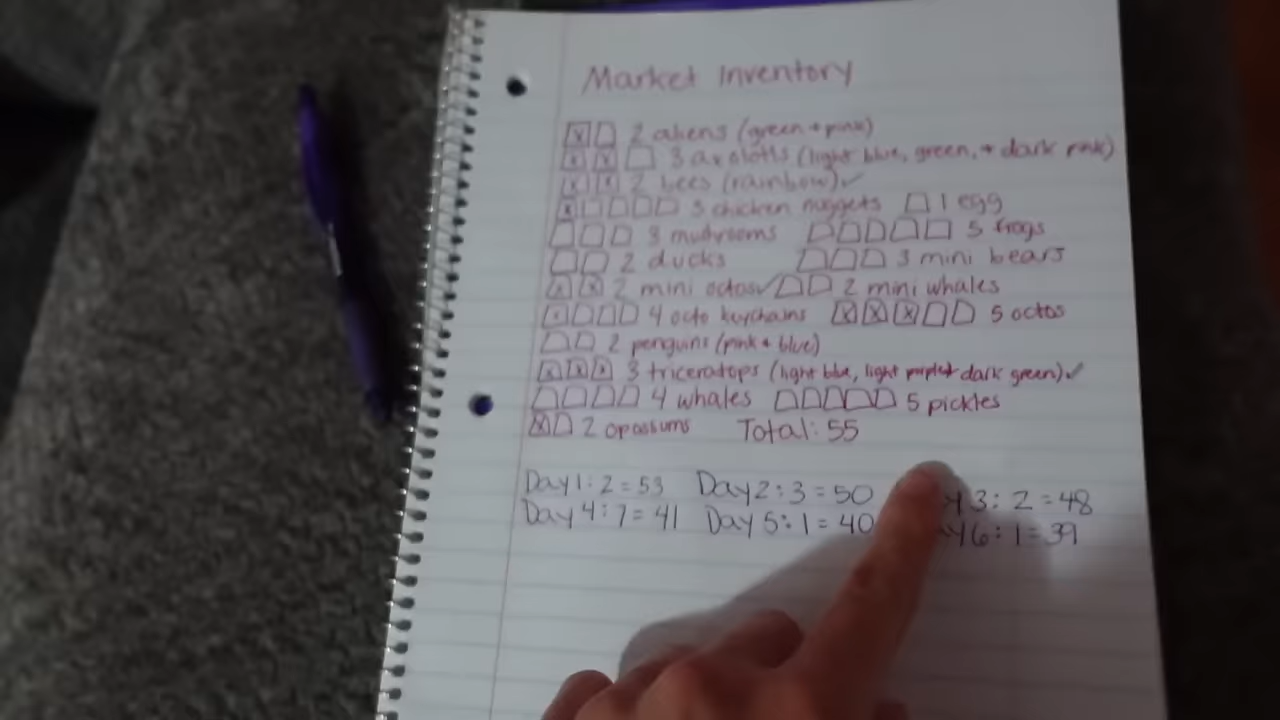 Market Inventory
2 aliens (green + pink)
3 axolotls (light blue, green, + dark pink)
2 bees (rainbow) ✓
5 chicken nuggets 1 egg
3 mushrooms 5 frogs
2 ducks 3 mini bears
2 mini octos ✓ 2 mini whales
4 octo keychains 5 octos
2 penguins (pink + blue)
3 triceratops (light blue, light purple + dark green) ✓
4 whales 5 pickles
2 opossums Total: 55
Day 1: 2 = 53 Day 2: 3 = 50 y 3: 2 = 48
Day 4: 7 = 41 Day 5: 1 = 40 y 6: 1 = 39